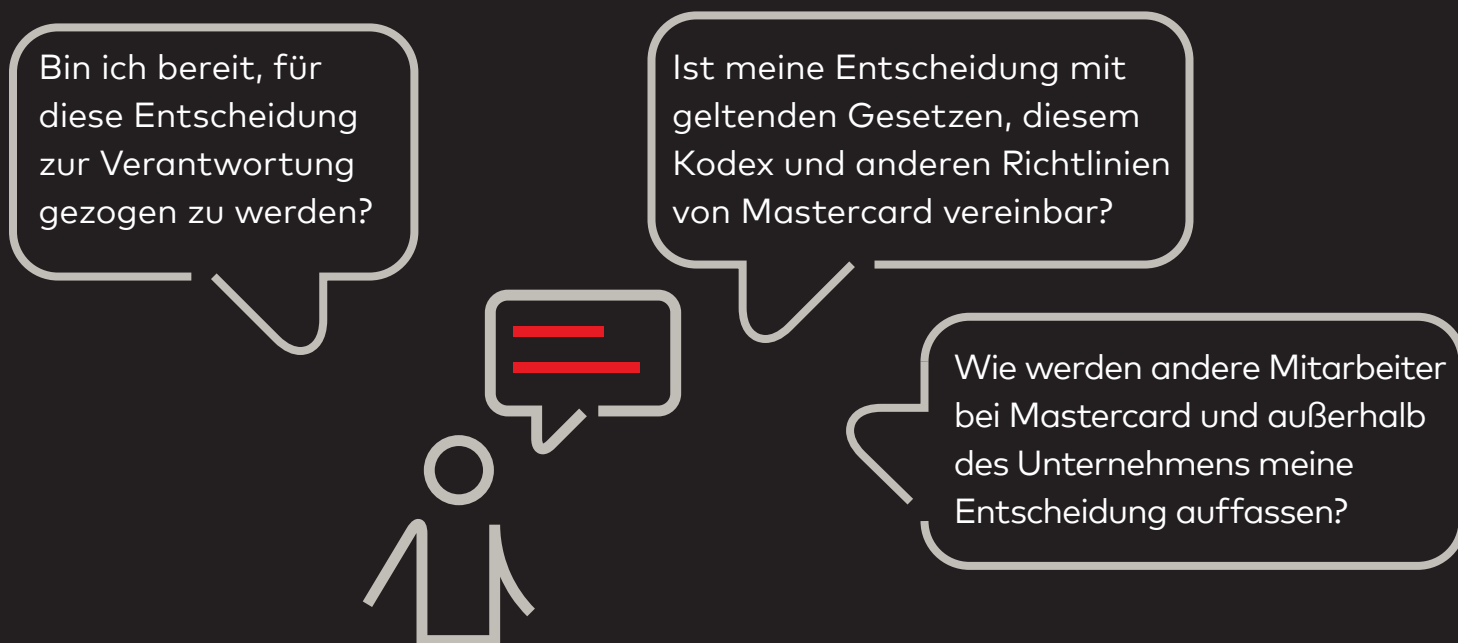 Bin ich bereit, für
diese Entscheidung
zur Verantwortung
gezogen zu werden?
Ist meine Entscheidung mit
geltenden Gesetzen, diesem
Kodex und anderen Richtlinien
von Mastercard vereinbar?
Wie werden andere Mitarbeiter
bei Mastercard und außerhalb
des Unternehmens meine
Entscheidung auffassen?